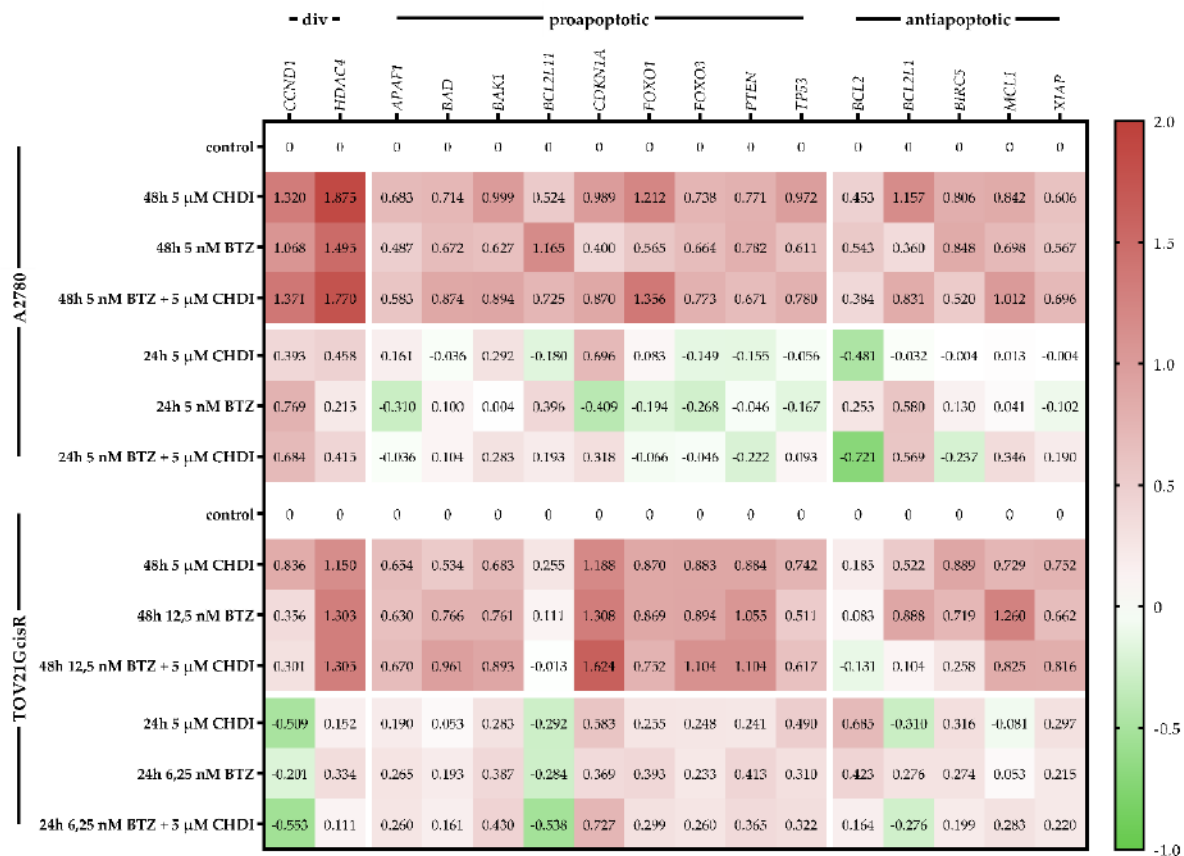 div proapoptotic antiapoptotic
CCND1 HDAC4 APAF1 BAD BAK1 BCL2L11 CDKN1A FOXO1 FOXO3 PTEN TP53 BCL2 BCL2L1 BIRC5 MCL1 XIAP
A2780
control 0 0 0 0 0 0 0 0 0 0 0 0 0 0 0 0
48h 5 μM CHDI 1.320 1.875 0.683 0.714 0.999 0.524 0.989 1.212 0.738 0.771 0.972 0.453 1.157 0.806 0.842 0.606
48h 5 nM BTZ 1.068 1.495 0.487 0.672 0.627 1.165 0.400 0.565 0.664 0.782 0.611 0.543 0.360 0.848 0.698 0.567
48h 5 nM BTZ + 5 μM CHDI 1.371 1.770 0.583 0.874 0.894 0.725 0.870 1.356 0.773 0.671 0.780 0.384 0.831 0.520 1.012 0.696
24h 5 μM CHDI 0.393 0.458 0.161 -0.036 0.292 -0.180 0.696 0.083 -0.149 -0.155 -0.056 -0.481 -0.032 -0.004 0.013 -0.004
24h 5 nM BTZ 0.769 0.215 -0.310 0.100 0.004 0.396 -0.409 -0.194 -0.268 -0.046 -0.167 0.255 0.580 0.130 0.041 -0.102
24h 5 nM BTZ + 5 μM CHDI 0.684 0.415 -0.036 0.104 0.283 0.193 0.318 -0.066 -0.046 -0.222 0.093 -0.721 0.569 -0.237 0.346 0.190
TOV21GcisR
control 0 0 0 0 0 0 0 0 0 0 0 0 0 0 0 0
48h 5 μM CHDI 0.836 1.150 0.654 0.534 0.683 0.255 1.188 0.870 0.883 0.884 0.742 0.185 0.522 0.889 0.729 0.752
48h 12,5 nM BTZ 0.356 1.303 0.630 0.766 0.761 0.111 1.308 0.869 0.894 1.055 0.511 0.083 0.888 0.719 1.260 0.662
48h 12,5 nM BTZ + 5 μM CHDI 0.301 1.305 0.670 0.961 0.893 -0.013 1.624 0.752 1.104 1.104 0.617 -0.131 0.104 0.258 0.825 0.816
24h 5 μM CHDI -0.509 0.152 0.190 0.053 0.283 -0.292 0.583 0.255 0.248 0.241 0.490 0.685 -0.310 0.316 -0.081 0.297
24h 6,25 nM BTZ -0.201 0.334 0.265 0.193 0.387 -0.284 0.369 0.393 0.233 0.413 0.310 0.423 0.276 0.274 0.053 0.215
24h 6,25 nM BTZ + 5 μM CHDI -0.553 0.111 0.260 0.161 0.430 -0.538 0.727 0.299 0.260 0.365 0.322 0.164 -0.276 0.199 0.283 0.220
2.0
1.5
1.0
0.5
0
-0.5
-1.0